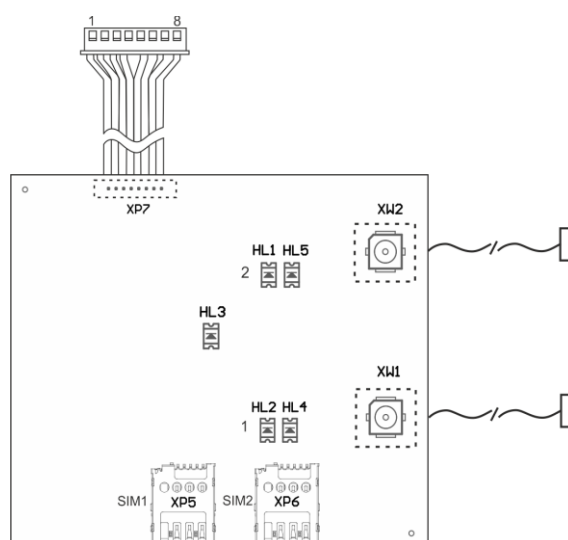 1 8
XP7
XW2
HL1 HL5
2
HL3
XW1
HL2 HL4
1
SIM1 XP5 SIM2 XP6